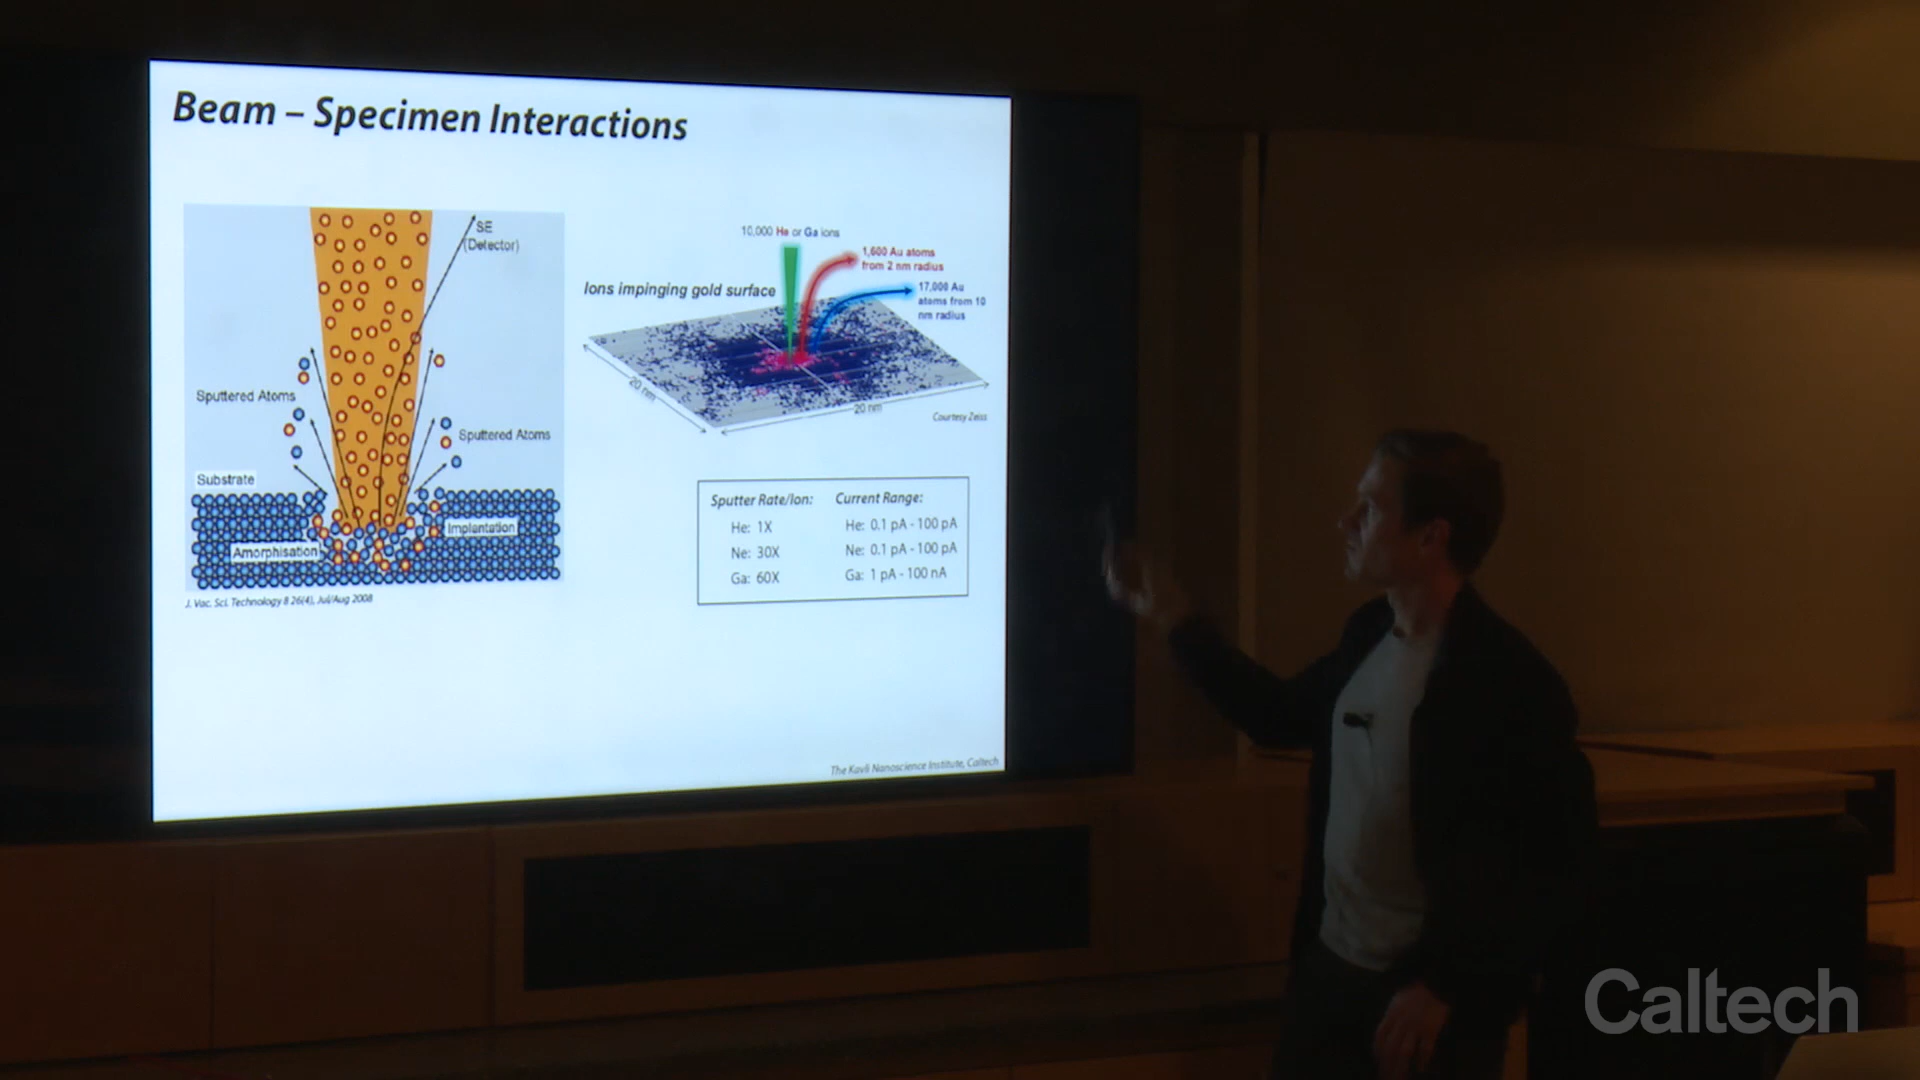 Beam – Specimen Interactions
SE
(Detector)
Sputtered Atoms
Sputtered Atoms
Substrate
Implantation
Amorphisation
J. Vac. Sci. Technology B 26(4), Jul/Aug 2008
10,000 He or Ga ions
1,600 Au atoms
from 2 nm radius
Ions impinging gold surface
17,000 Au
atoms from 10
nm radius
20 nm
20 nm
Courtesy Zeiss
Sputter Rate/Ion: Current Range:
He: 1X He: 0.1 pA - 100 pA
Ne: 30X Ne: 0.1 pA - 100 pA
Ga: 60X Ga: 1 pA - 100 nA
The Kavli Nanoscience Institute, Caltech
Caltech